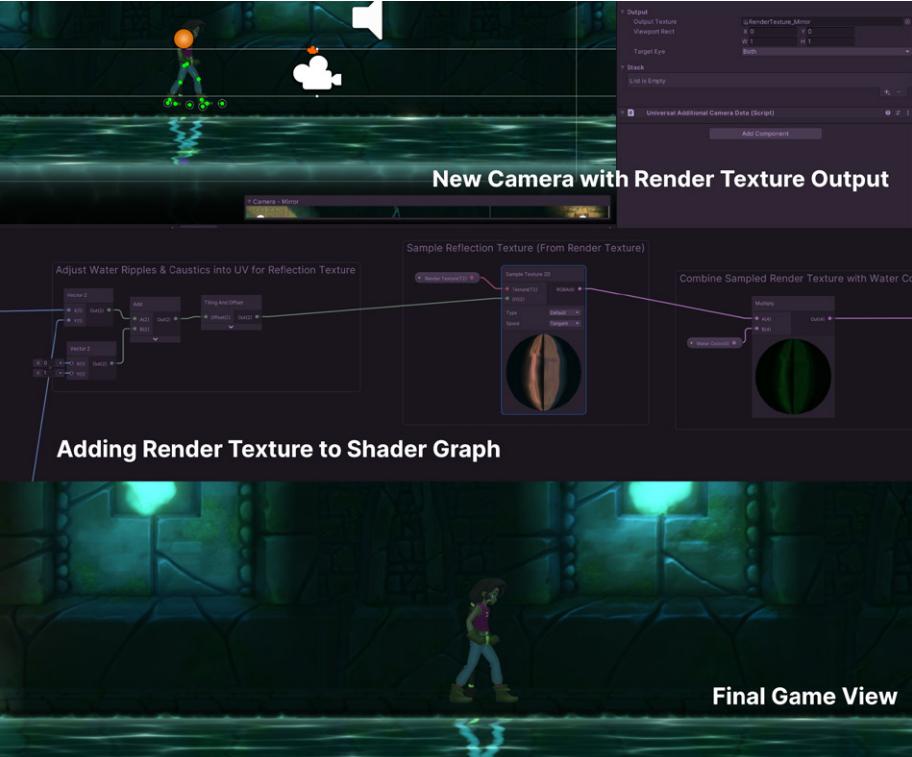 Output
Output Texture
RenderTexture_Mirror
Viewport Rect
X 0 Y 0
W 1 H 1
Target Eye
Both
Stack
List is Empty
Universal Additional Camera Data (Script)
Add Component
New Camera with Render Texture Output
Camera - Mirror
Adjust Water Ripples & Caustics into UV for Reflection Texture
Vector 2
X(1) Out(2)
Y(1)
Vector 2
X 0 X(1) Out(2)
X 1 Y(1)
Add
A(2) Out(2)
B(2)
Tiling And Offset
Offset(2) Out(2)
Sample Reflection Texture (From Render Texture)
Render Texture(T2)
Sample Texture 2D
Texture(T2) RGBA(4)
UV(2)
Type Default
Space Tangent
Combine Sampled Render Texture with Water Co
Water Color(4)
Multiply
A(4) Out(4)
B(4)
Adding Render Texture to Shader Graph
Final Game View